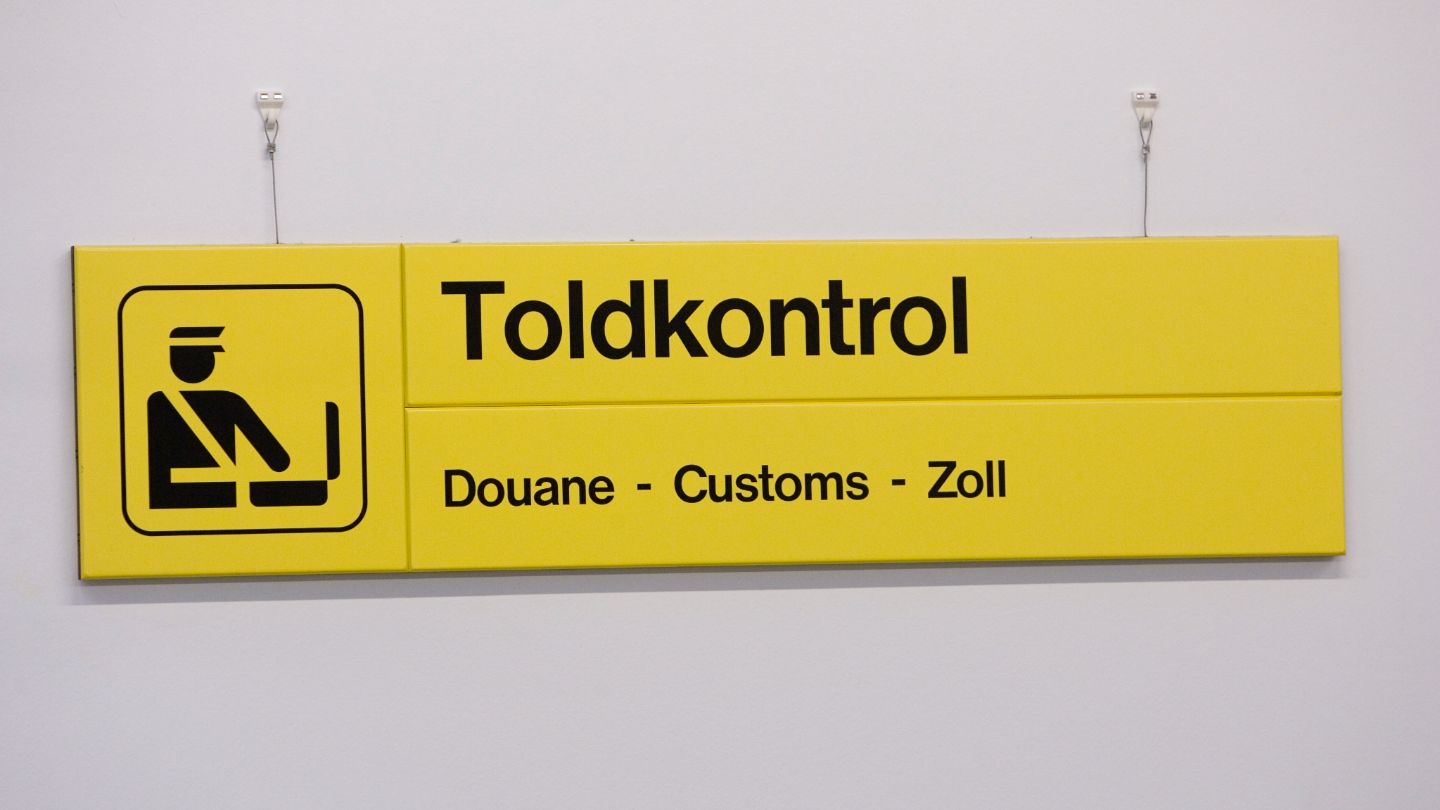 Toldkontrol
Douane - Customs - Zoll